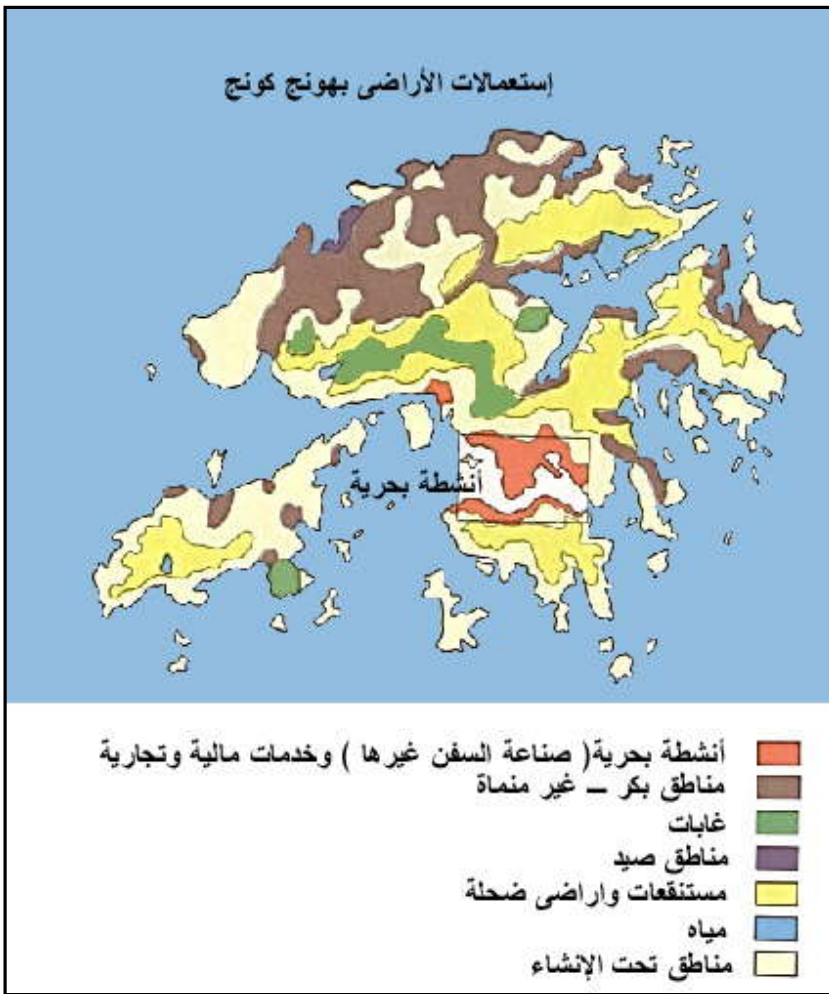 إستعمالات الأراضى بهونج كونج
أنشطة بحرية
أنشطة بحرية( صناعة السفن غيرها ) وخدمات مالية وتجارية
مناطق بكر – غير منماة
غابات
مناطق صيد
مستنقعات واراضى ضحلة
مياه
مناطق تحت الإنشاء